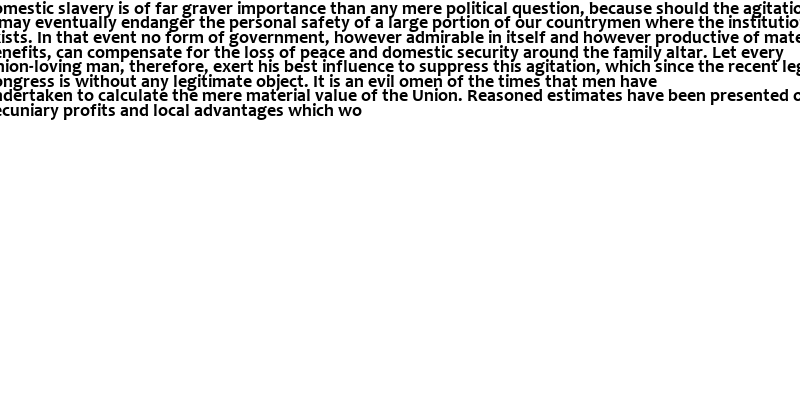 omestic slavery is of far graver importance than any mere political question, because should the agitatio
may eventually endanger the personal safety of a large portion of our countrymen where the institutio
ists. In that event no form of government, however admirable in itself and however productive of mate
enefits, can compensate for the loss of peace and domestic security around the family altar. Let every
nion-loving man, therefore, exert his best influence to suppress this agitation, which since the recent leg
ongress is without any legitimate object. It is an evil omen of the times that men have
ndertaken to calculate the mere material value of the Union. Reasoned estimates have been presented o
ecuniary profits and local advantages which wo